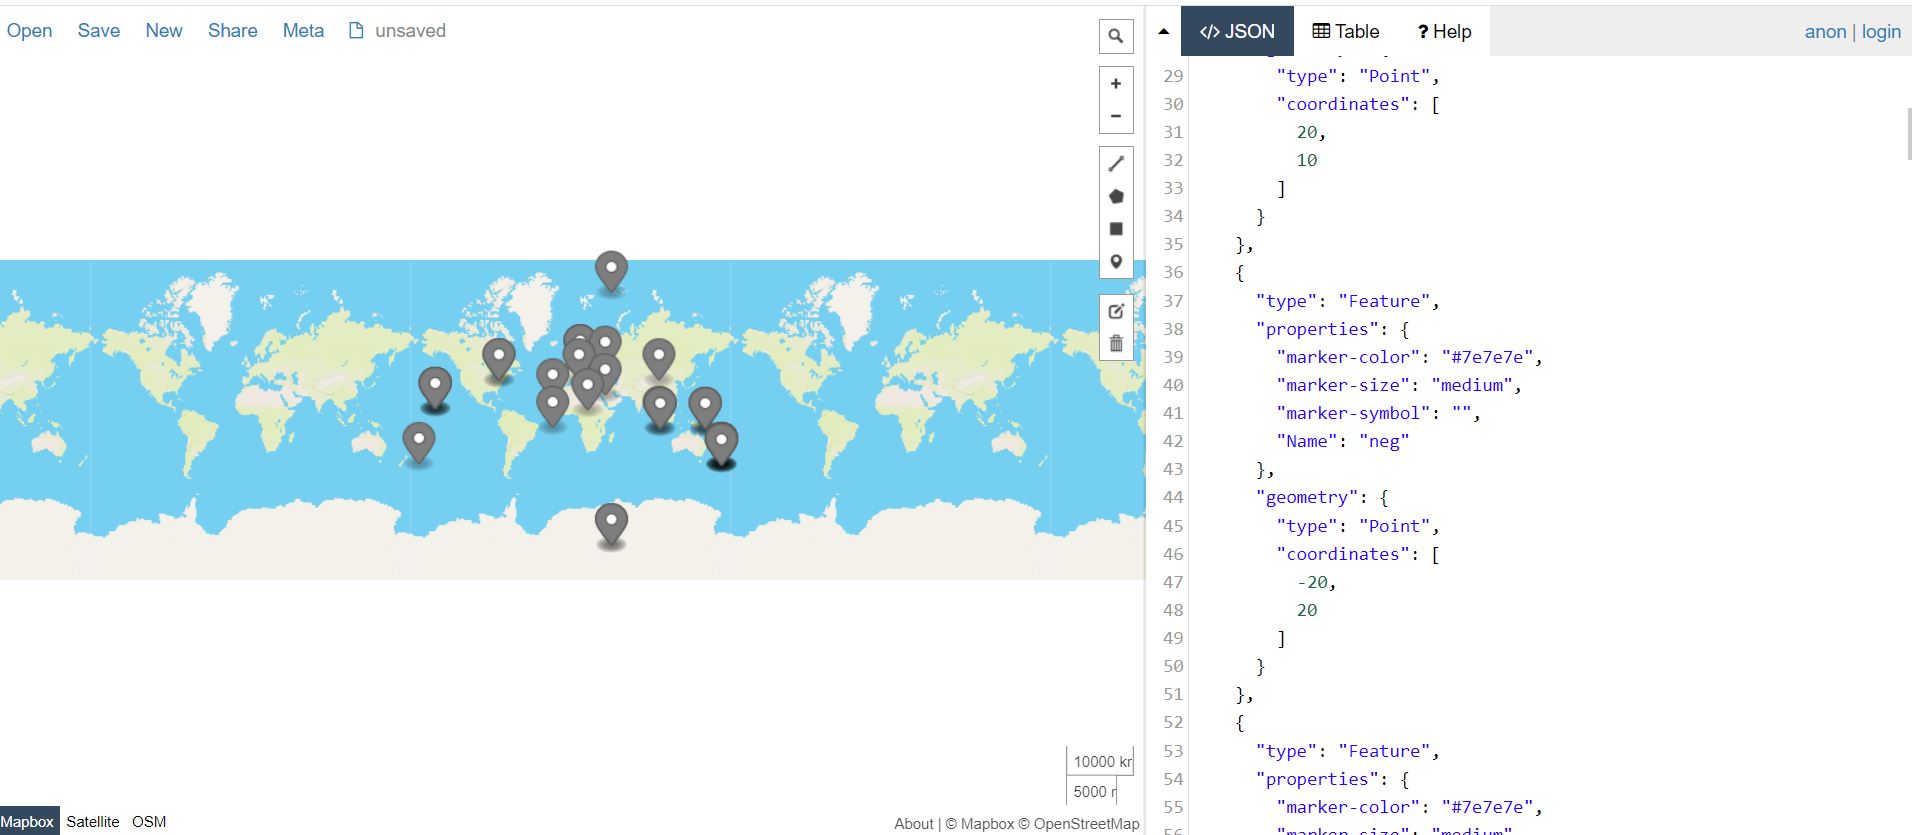 Open Save New Share Meta unsaved
</> JSON Table ? Help anon | login
29 "type": "Point",
30 "coordinates": [
31 20,
32 10
33 ]
34 }
35 },
36 {
37 "type": "Feature",
38 "properties": {
39 "marker-color": "#7e7e7e",
40 "marker-size": "medium",
41 "marker-symbol": "",
42 "Name": "neg"
43 },
44 "geometry": {
45 "type": "Point",
46 "coordinates": [
47 -20,
48 20
49 ]
50 }
51 },
52 {
53 "type": "Feature",
54 "properties": {
55 "marker-color": "#7e7e7e",
"marker-size": "medium"
10000
5000
Mapbox Satellite OSM
About | © Mapbox © OpenStreetMap